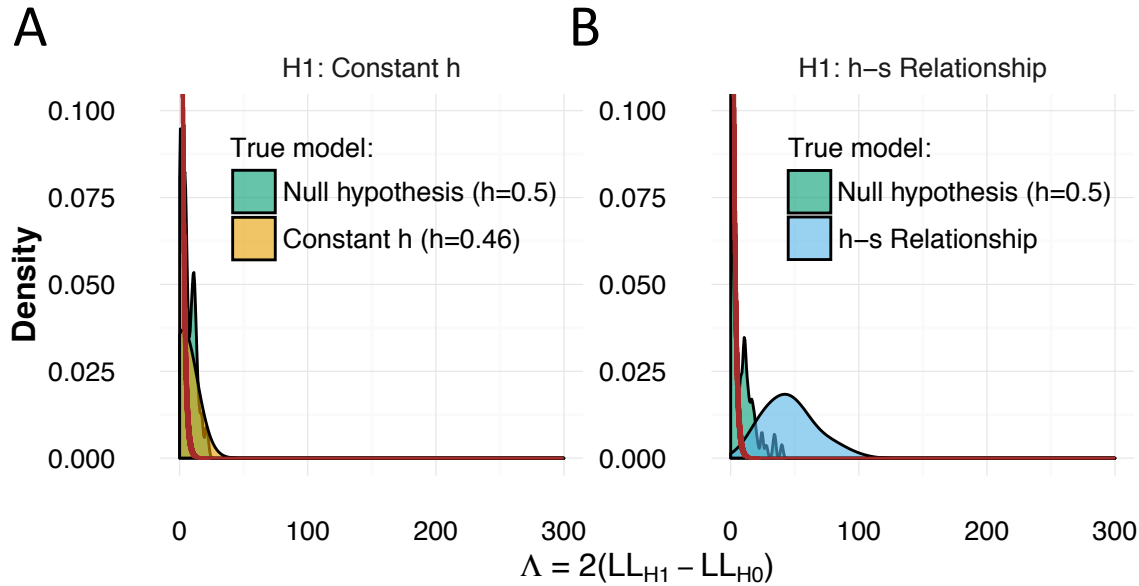 A
H1: Constant h
0.100
0.075
0.050
0.025
0.000
Density
True model:
Null hypothesis (h=0.5)
Constant h (h=0.46)
0 100 200 300
B
H1: h−s Relationship
0.100
0.075
0.050
0.025
0.000
True model:
Null hypothesis (h=0.5)
h−s Relationship
0 100 200 300
Λ = 2(LL_H1 − LL_H0)